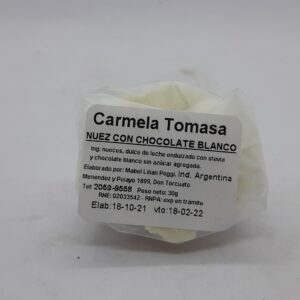 Carmela Tomasa
NUEZ CON CHOCOLATE BLANCO
Ing: nueces, dulce de leche endulzado con stevia
y chocolate blanco sin azúcar agregada.
Elaborado por: Mabel Lilian Poggi. Ind. Argentina
Menendez y Pelayo 1899, Don Torcuato
Tel: 2059-9558 Peso neto: 30g
RNE: 02033542 - RNPA: exp en tramite
Elab:18-10-21 vto:18-02-22